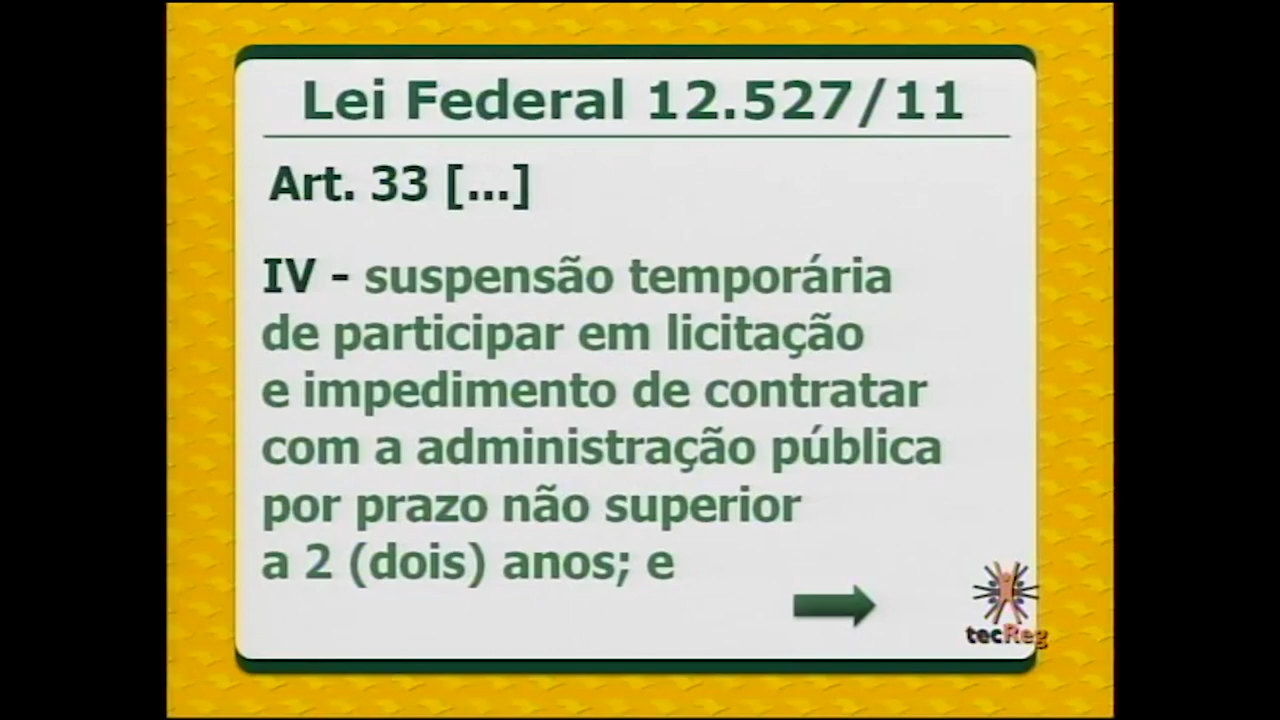 Lei Federal 12.527/11
Art. 33 [...]
IV - suspensão temporária
de participar em licitação
e impedimento de contratar
com a administração pública
por prazo não superior
a 2 (dois) anos; e
tecReg